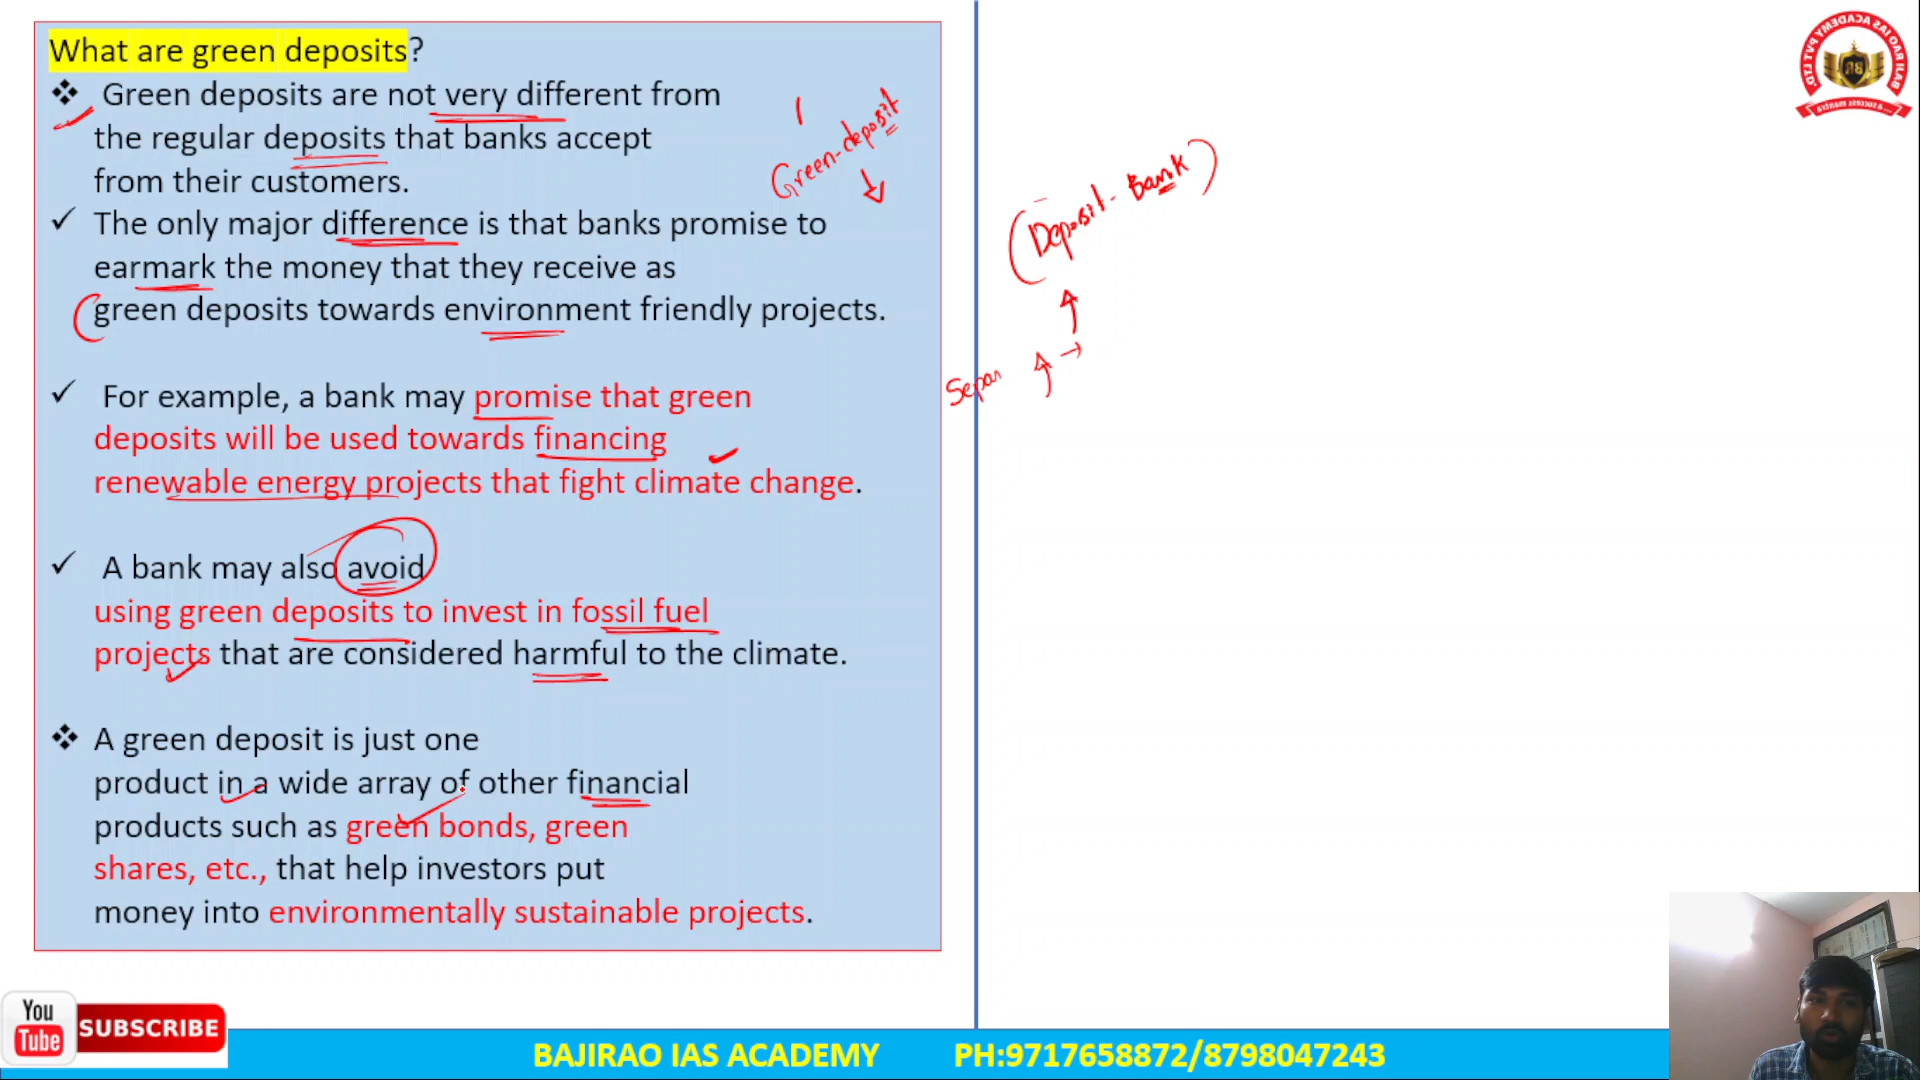 What are green deposits?
❖ Green deposits are not very different from
the regular deposits that banks accept
from their customers.
✓ The only major difference is that banks promise to
earmark the money that they receive as
green deposits towards environment friendly projects.
✓ For example, a bank may promise that green
deposits will be used towards financing
renewable energy projects that fight climate change.
✓ A bank may also avoid
using green deposits to invest in fossil fuel
projects that are considered harmful to the climate.
❖ A green deposit is just one
product in a wide array of other financial
products such as green bonds, green
shares, etc., that help investors put
money into environmentally sustainable projects.
Green-deposit
(Deposit - Bank)
Separ
RAO IAS ACADEMY PVT LTD.
You
Tube SUBSCRIBE
BAJIRAO IAS ACADEMY PH:9717658872/8798047243